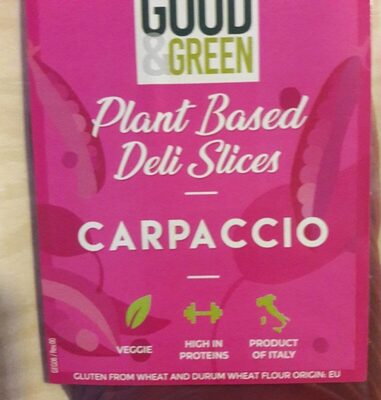 GOOD
&GREEN
Plant Based
Deli Slices
CARPACCIO
VEGGIE
HIGH IN
PROTEINS
PRODUCT
OF ITALY
GLUTEN FROM WHEAT AND DURUM WHEAT FLOUR ORIGIN: EU